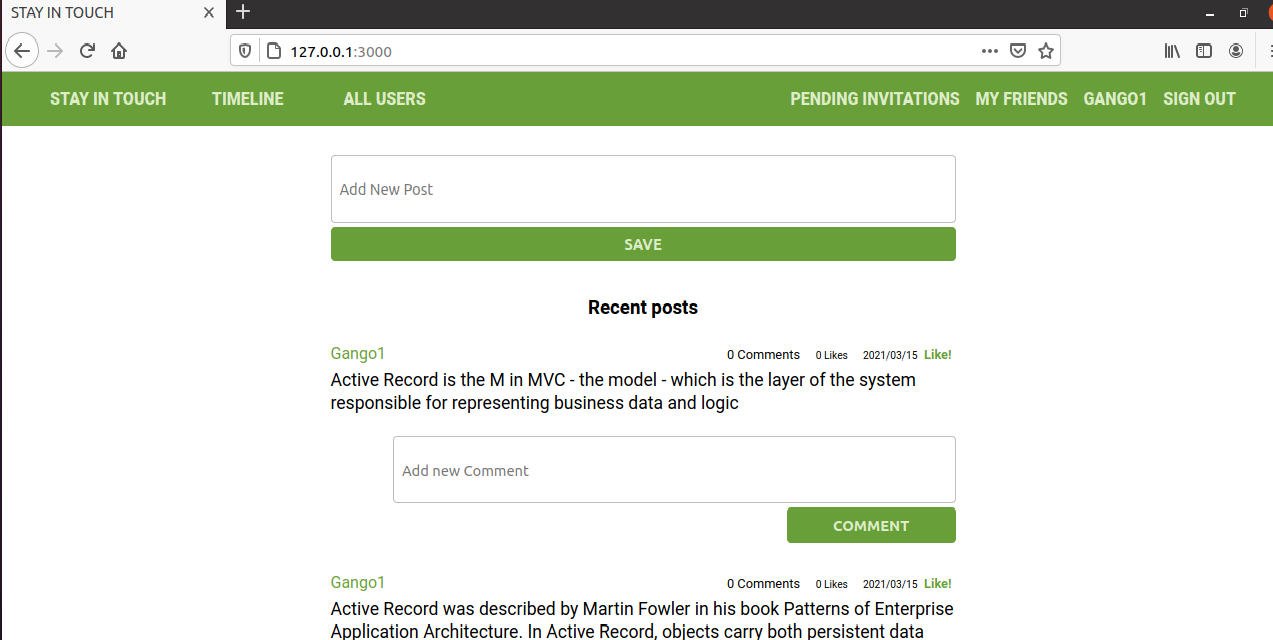 STAY IN TOUCH
127.0.0.1:3000
STAY IN TOUCH TIMELINE ALL USERS PENDING INVITATIONS MY FRIENDS GANGO1 SIGN OUT
Add New Post
SAVE
Recent posts
Gango1 0 Comments 0 Likes 2021/03/15 Like!
Active Record is the M in MVC - the model - which is the layer of the system
responsible for representing business data and logic
Add new Comment
COMMENT
Gango1 0 Comments 0 Likes 2021/03/15 Like!
Active Record was described by Martin Fowler in his book Patterns of Enterprise
Application Architecture. In Active Record, objects carry both persistent data